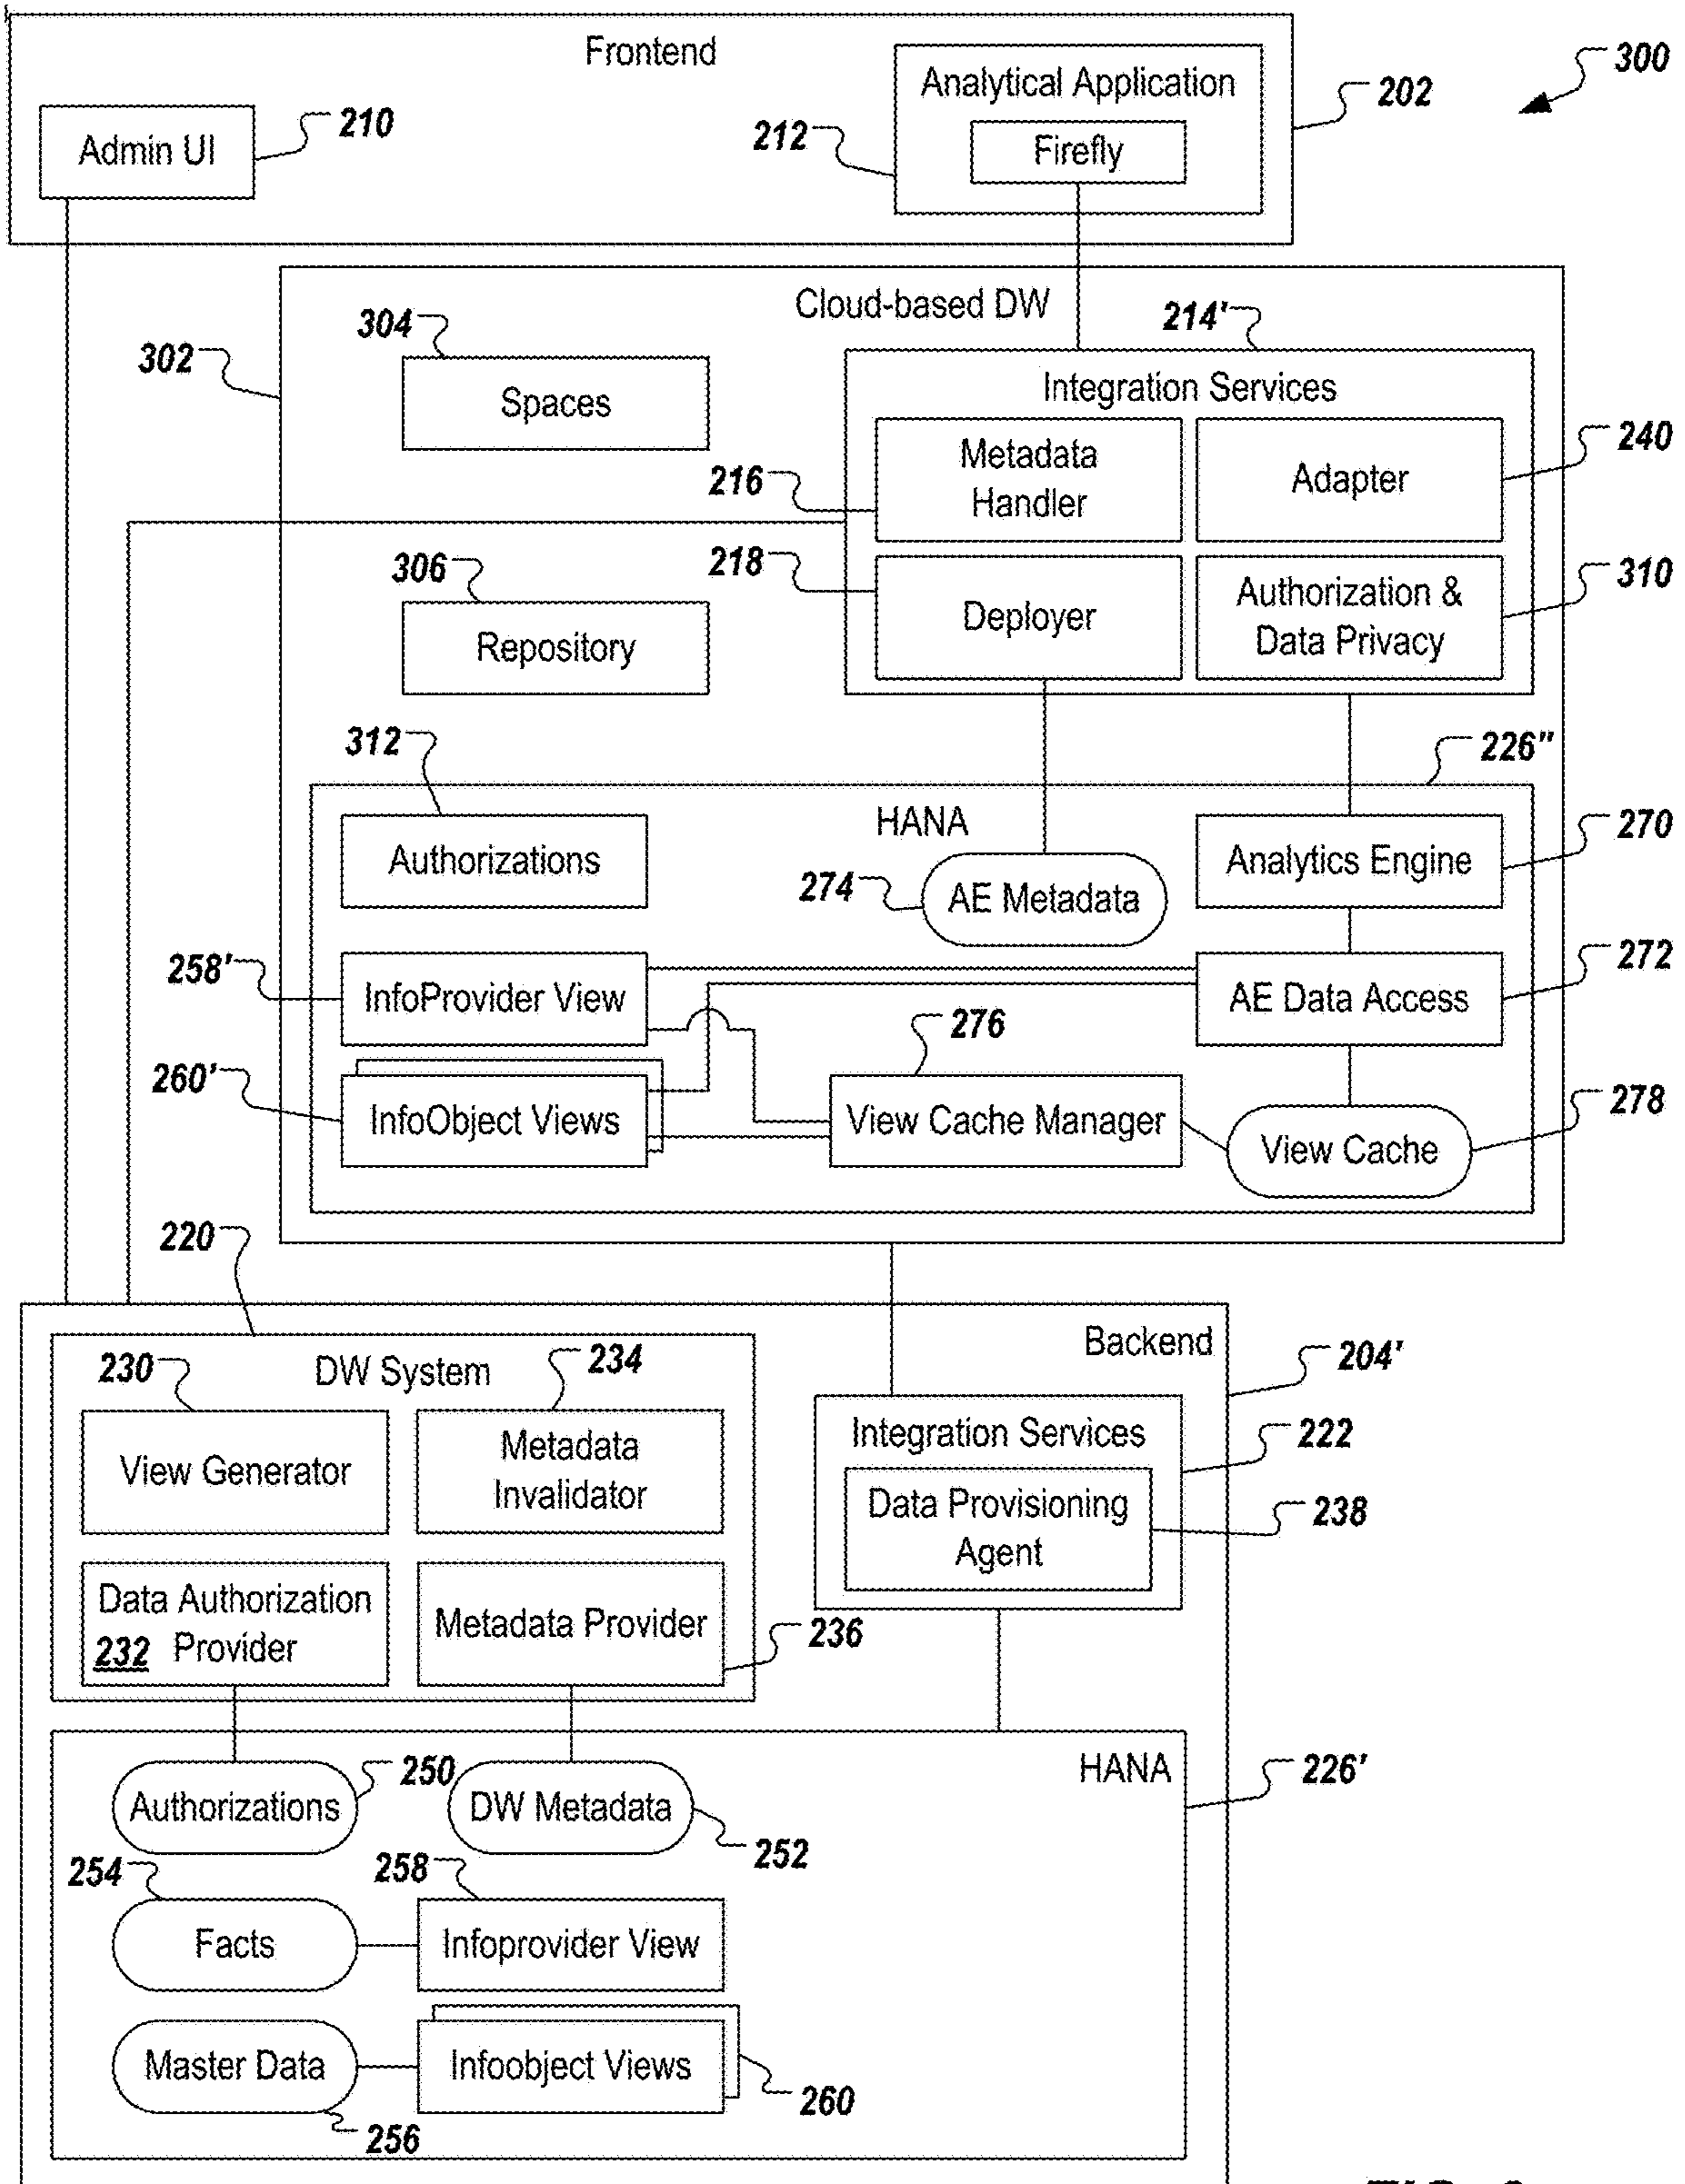 Frontend
300
Analytical Application
202
210
212
Admin UI
Firefly
Cloud-based DW
304
214'
302
Integration Services
Spaces
Metadata
Handler
240
216
Adapter
306
218
310
Deployer
Authorization &
Data Privacy
Repository
312
226"
HANA
270
Authorizations
Analytics Engine
274
AE Metadata
258'
272
InfoProvider View
AE Data Access
276
260'
278
InfoObject Views
View Cache Manager
View Cache
220
Backend
204'
230
DW System
234
Integration Services
222
View Generator
Metadata
Invalidator
Data Provisioning
Agent
238
Data Authorization
232 Provider
Metadata Provider
236
250
HANA
226'
Authorizations
DW Metadata
252
254
258
Facts
Infoprovider View
Master Data
Infoobject Views
260
256